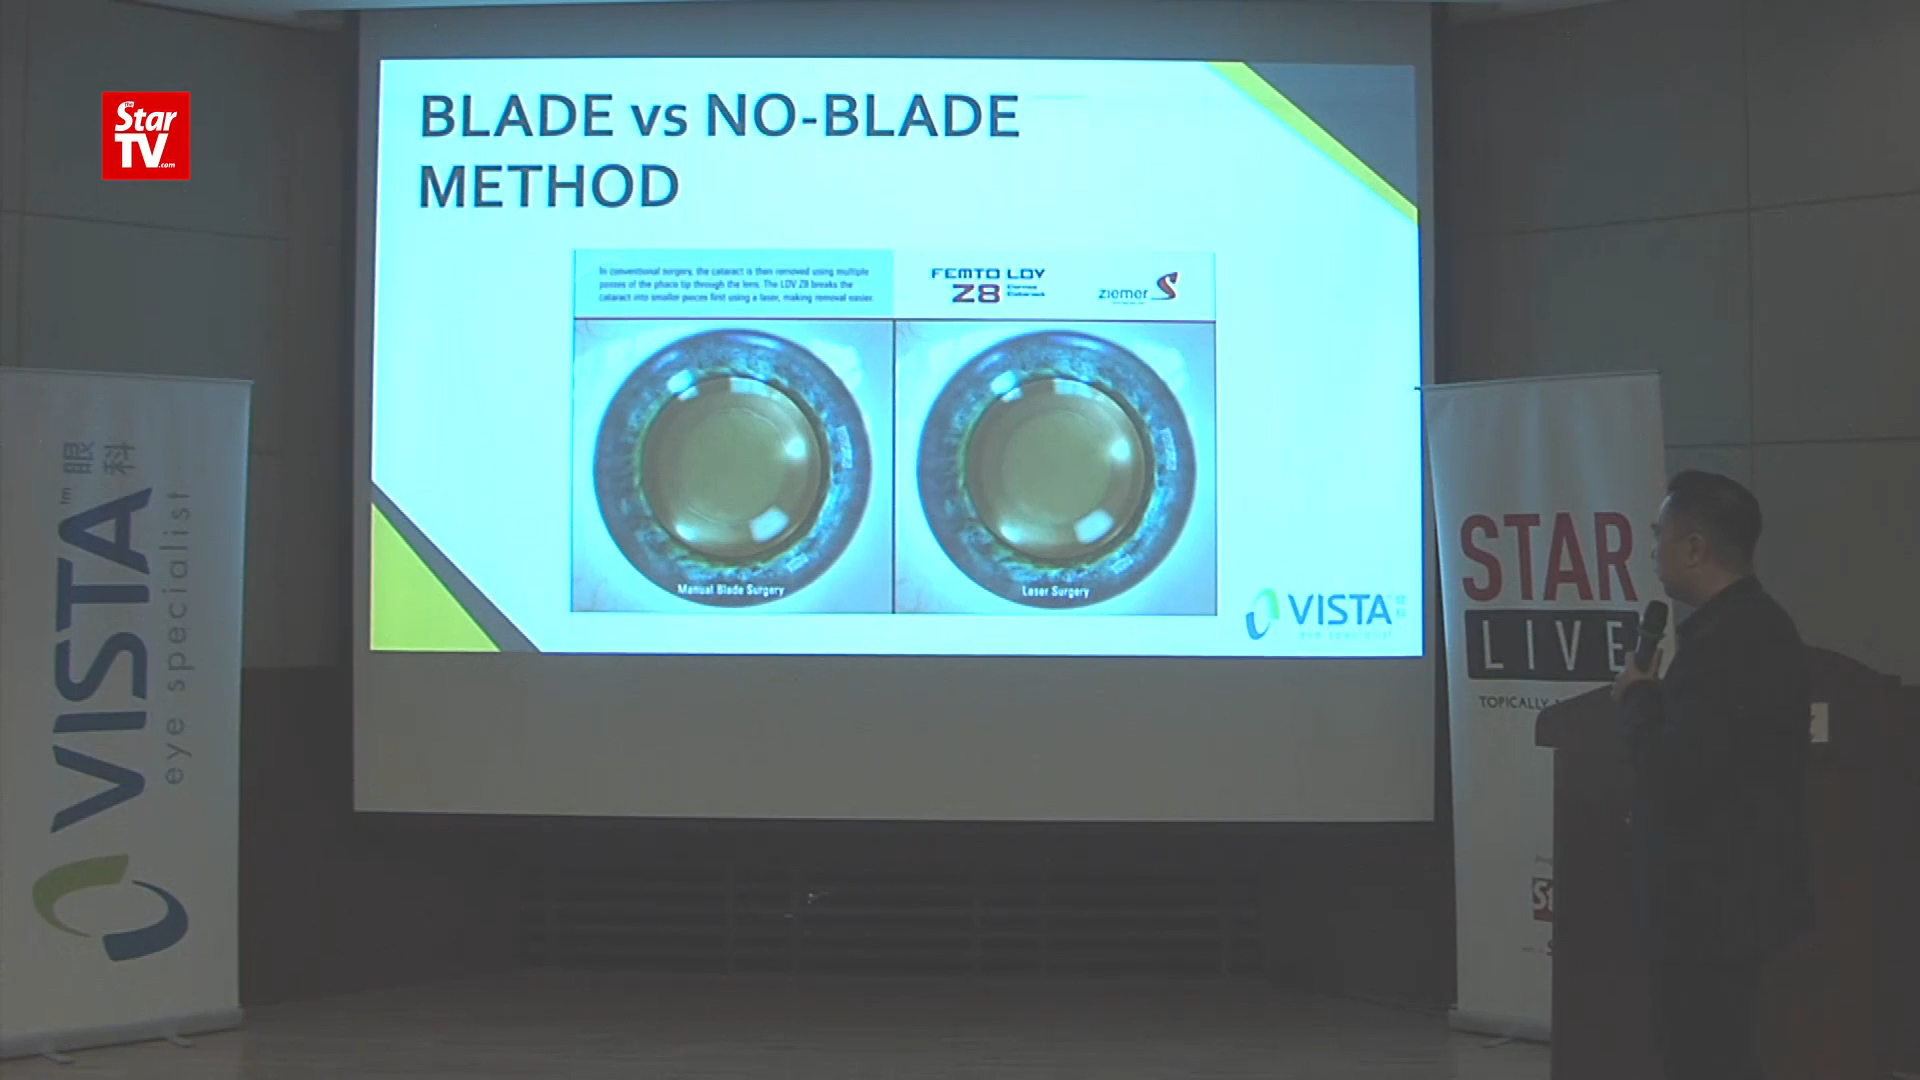 The
Star
TV
.com
BLADE vs NO-BLADE
METHOD
In conventional surgery, the cataract is then removed using multiple
passes of the phaco tip through the lens. The LDV Z8 breaks the
cataract into smaller pieces first using a laser, making removal easier.
FEMTO LDV
Z8
ziemer
Manual Blade Surgery
Laser Surgery
VISTA
eye specialist
VISTA™ 眼科
eye specialist
STAR
LIVE
TOPICALLY